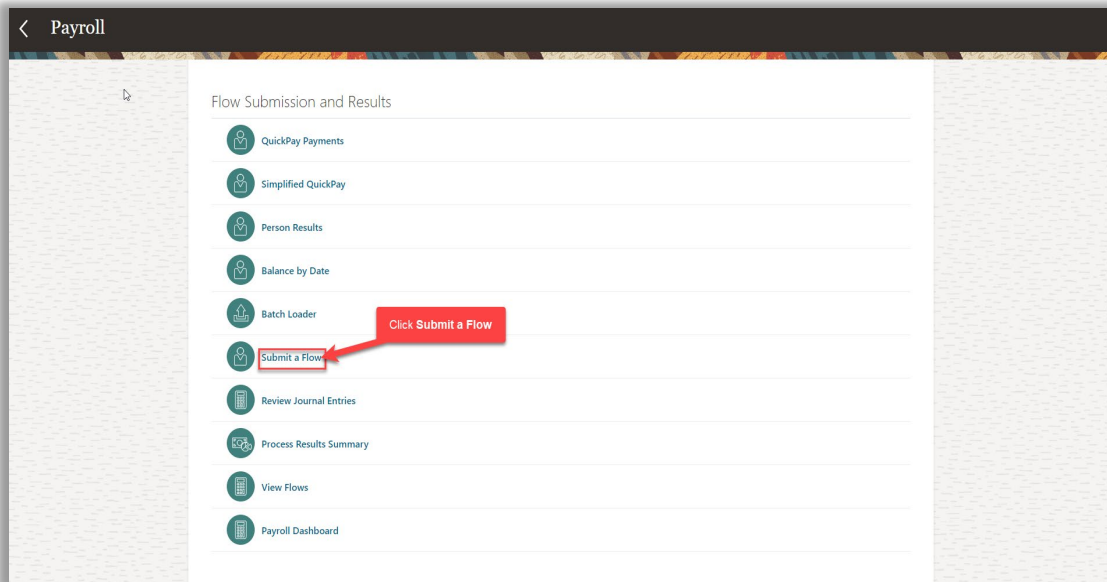 Payroll
Flow Submission and Results
QuickPay Payments
Simplified QuickPay
Person Results
Balance by Date
Batch Loader
Click Submit a Flow
Submit a Flow
Review Journal Entries
Process Results Summary
View Flows
Payroll Dashboard